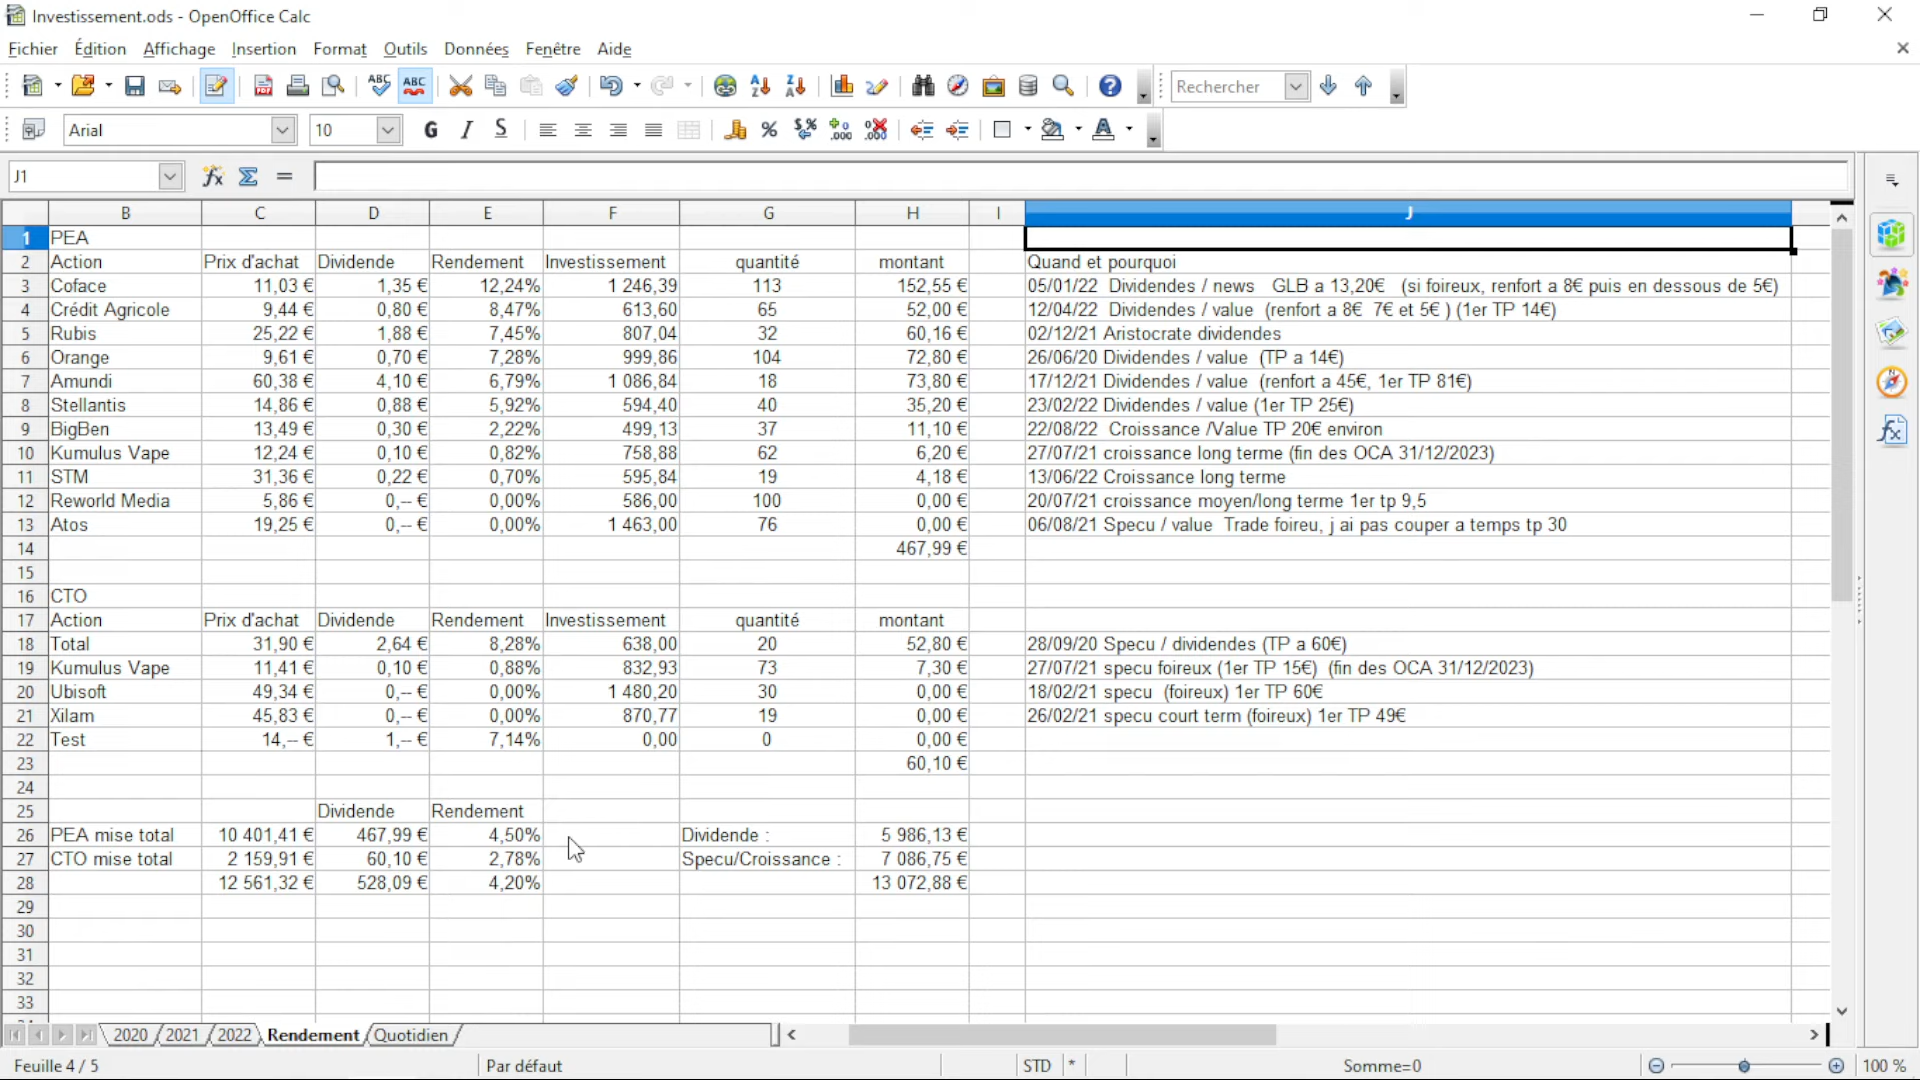 Investissement.ods - OpenOffice Calc
Fichier Édition Affichage Insertion Format Outils Données Fenêtre Aide
Rechercher
Arial 10 G I S
J1
B C D E F G H I J
1 PEA
2 Action Prix d'achat Dividende Rendement Investissement quantité montant Quand et pourquoi
3 Coface 11,03 € 1,35 € 12,24% 1 246,39 113 152,55 € 05/01/22 Dividendes / news GLB a 13,20€ (si foireux, renfort a 8€ puis en dessous de 5€)
4 Crédit Agricole 9,44 € 0,80 € 8,47% 613,60 65 52,00 € 12/04/22 Dividendes / value (renfort a 8€ 7€ et 5€ ) (1er TP 14€)
5 Rubis 25,22 € 1,88 € 7,45% 807,04 32 60,16 € 02/12/21 Aristocrate dividendes
6 Orange 9,61 € 0,70 € 7,28% 999,86 104 72,80 € 26/06/20 Dividendes / value (TP a 14€)
7 Amundi 60,38 € 4,10 € 6,79% 1 086,84 18 73,80 € 17/12/21 Dividendes / value (renfort a 45€, 1er TP 81€)
8 Stellantis 14,86 € 0,88 € 5,92% 594,40 40 35,20 € 23/02/22 Dividendes / value (1er TP 25€)
9 BigBen 13,49 € 0,30 € 2,22% 499,13 37 11,10 € 22/08/22 Croissance /Value TP 20€ environ
10 Kumulus Vape 12,24 € 0,10 € 0,82% 758,88 62 6,20 € 27/07/21 croissance long terme (fin des OCA 31/12/2023)
11 STM 31,36 € 0,22 € 0,70% 595,84 19 4,18 € 13/06/22 Croissance long terme
12 Reworld Media 5,86 € 0,-- € 0,00% 586,00 100 0,00 € 20/07/21 croissance moyen/long terme 1er tp 9,5
13 Atos 19,25 € 0,-- € 0,00% 1 463,00 76 0,00 € 06/08/21 Specu / value Trade foireu, j ai pas couper a temps tp 30
14 467,99 €
15
16 CTO
17 Action Prix d'achat Dividende Rendement Investissement quantité montant
18 Total 31,90 € 2,64 € 8,28% 638,00 20 52,80 € 28/09/20 Specu / dividendes (TP a 60€)
19 Kumulus Vape 11,41 € 0,10 € 0,88% 832,93 73 7,30 € 27/07/21 specu foireux (1er TP 15€) (fin des OCA 31/12/2023)
20 Ubisoft 49,34 € 0,-- € 0,00% 1 480,20 30 0,00 € 18/02/21 specu (foireux) 1er TP 60€
21 Xilam 45,83 € 0,-- € 0,00% 870,77 19 0,00 € 26/02/21 specu court term (foireux) 1er TP 49€
22 Test 14,-- € 1,-- € 7,14% 0,00 0 0,00 €
23 60,10 €
24
25 Dividende Rendement
26 PEA mise total 10 401,41 € 467,99 € 4,50% Dividende : 5 986,13 €
27 CTO mise total 2 159,91 € 60,10 € 2,78% Specu/Croissance : 7 086,75 €
28 12 561,32 € 528,09 € 4,20% 13 072,88 €
29
30
31
32
33
2020 2021 2022 Rendement Quotidien
Feuille 4 / 5 Par défaut STD * Somme=0 100 %